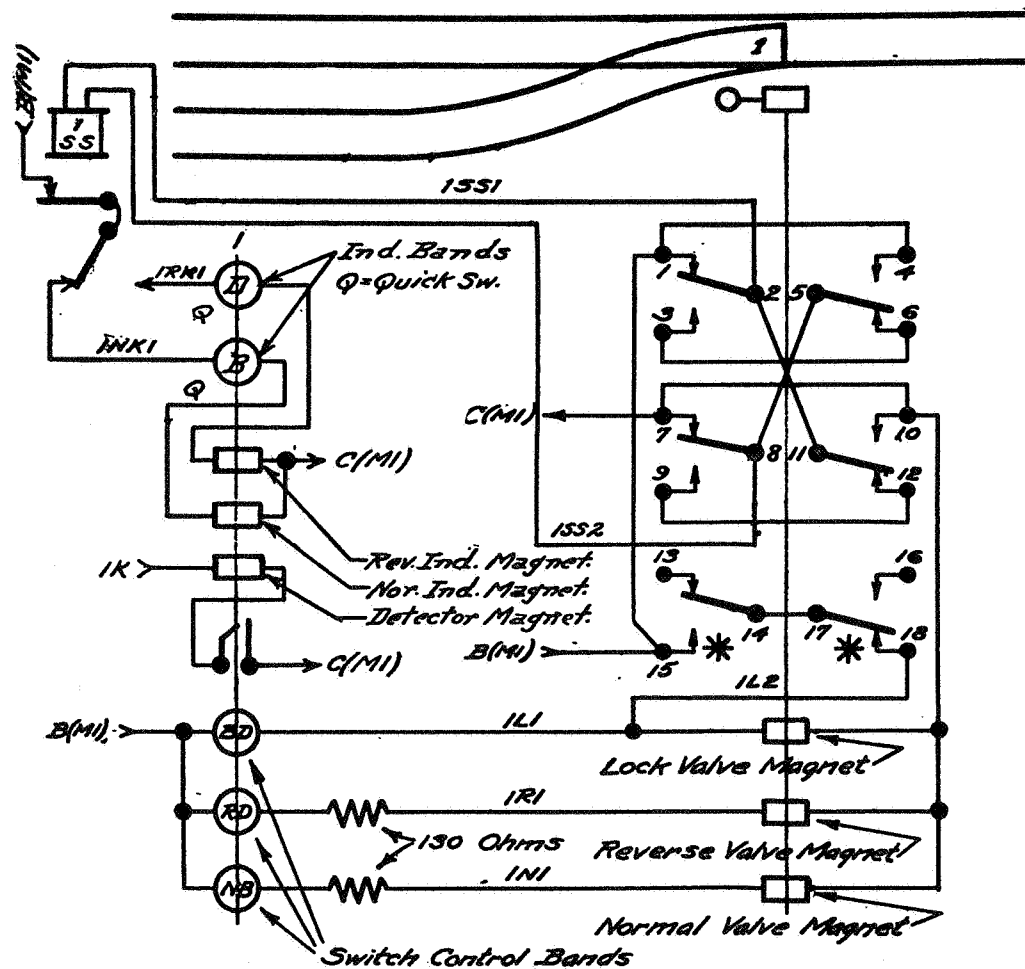 1
1
SS
1SS1
1
Ind. Bands
Q=Quick Sw.
1RK1
D
Q
1NK1
B
Q
1
2
3
4
5
6
C(M1)
7
8
9
10
11
12
C(M1)
1SS2
Rev. Ind. Magnet.
Nor. Ind. Magnet.
Detector Magnet.
1K
C(M1)
13
14
15
16
17
18
B(M1)
1L2
B(M1)
BD
1L1
Lock Valve Magnet
RD
1R1
130 Ohms
Reverse Valve Magnet
NB
1N1
Normal Valve Magnet
Switch Control Bands